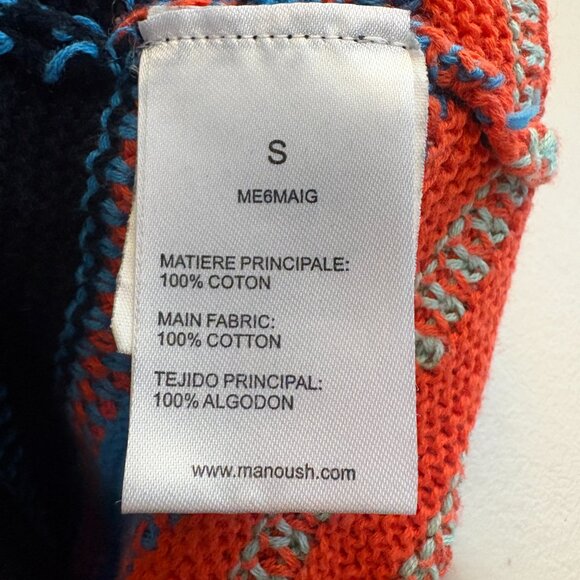 S
ME6MAIG
MATIERE PRINCIPALE:
100% COTON
MAIN FABRIC:
100% COTTON
TEJIDO PRINCIPAL:
100% ALGODON
www.manoush.com